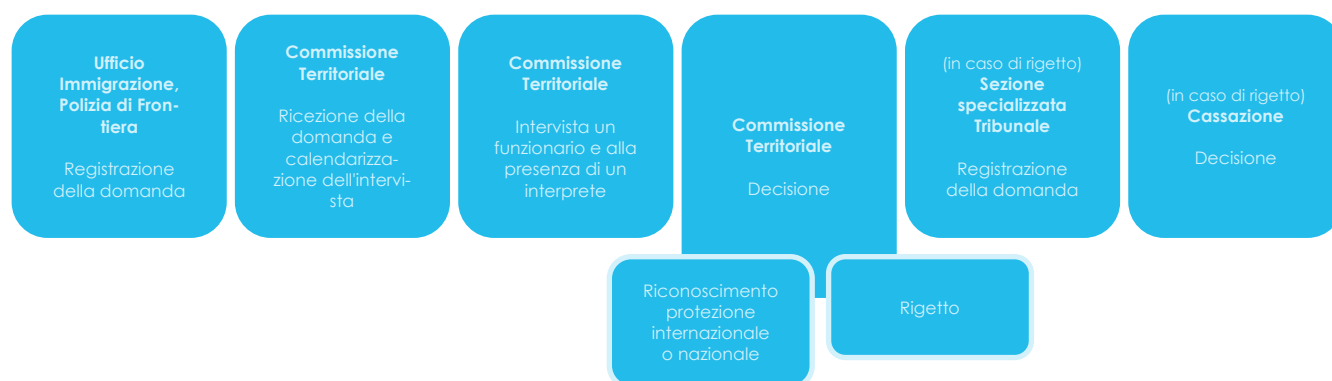 Ufficio
Immigrazione,
Polizia di Fron-
tiera
Registrazione
della domanda
Commissione
Territoriale
Ricezione della
domanda e
calendarizza-
zione dell'intervi-
sta
Commissione
Territoriale
Intervista un
funzionario e alla
presenza di un
interprete
Commissione
Territoriale
Decisione
Riconoscimento
protezione
internazionale
o nazionale
Rigetto
(in caso di rigetto)
Sezione
specializzata
Tribunale
Registrazione
della domanda
(in caso di rigetto)
Cassazione
Decisione